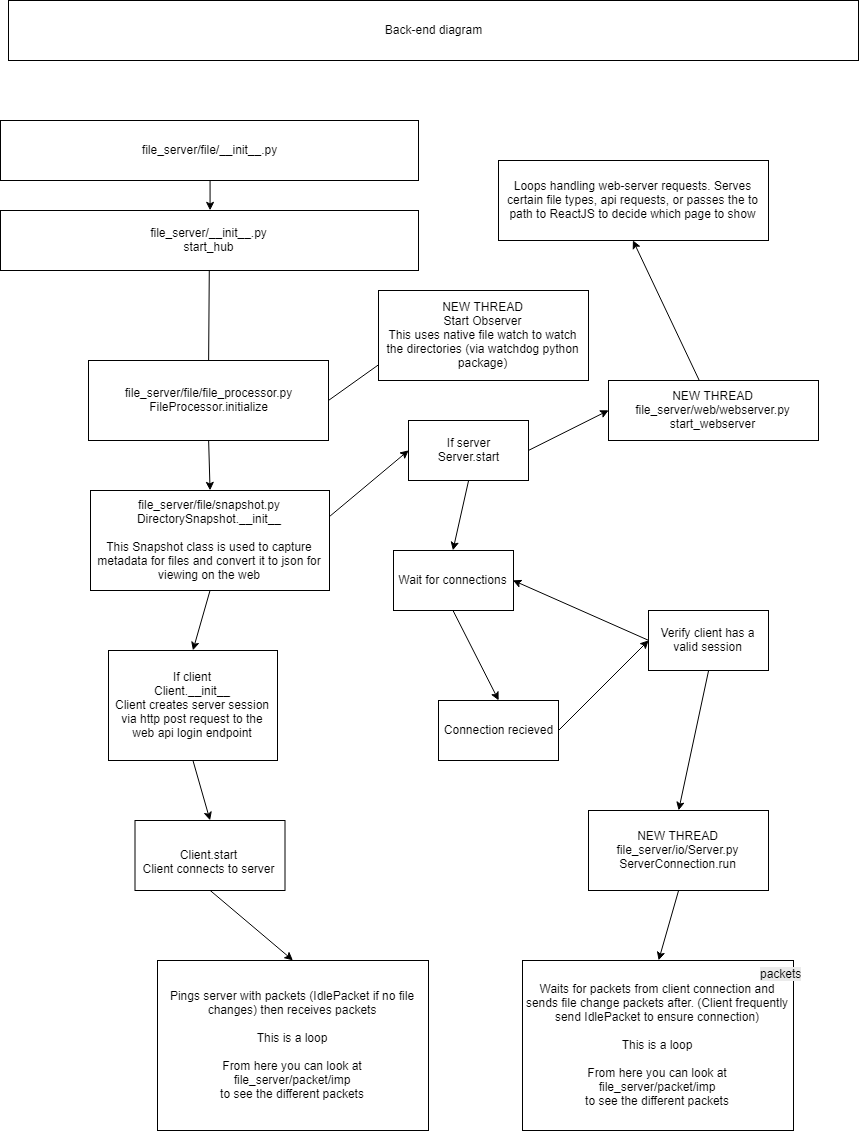 Back-end diagram
file_server/file/__init__.py
file_server/__init__.py
start_hub
Loops handling web-server requests. Serves
certain file types, api requests, or passes the to
path to ReactJS to decide which page to show
NEW THREAD
Start Observer
This uses native file watch to watch
the directories (via watchdog python
package)
file_server/file/file_processor.py
FileProcessor.initialize
NEW THREAD
file_server/web/webserver.py
start_webserver
If server
Server.start
file_server/file/snapshot.py
DirectorySnapshot.__init__
This Snapshot class is used to capture
metadata for files and convert it to json for
viewing on the web
Wait for connections
Verify client has a
valid session
If client
Client.__init__
Client creates server session
via http post request to the
web api login endpoint
Connection recieved
Client.start
Client connects to server
NEW THREAD
file_server/io/Server.py
ServerConnection.run
Pings server with packets (IdlePacket if no file
changes) then receives packets
This is a loop
From here you can look at
file_server/packet/imp
to see the different packets
packets
Waits for packets from client connection and
sends file change packets after. (Client frequently
send IdlePacket to ensure connection)
This is a loop
From here you can look at
file_server/packet/imp
to see the different packets